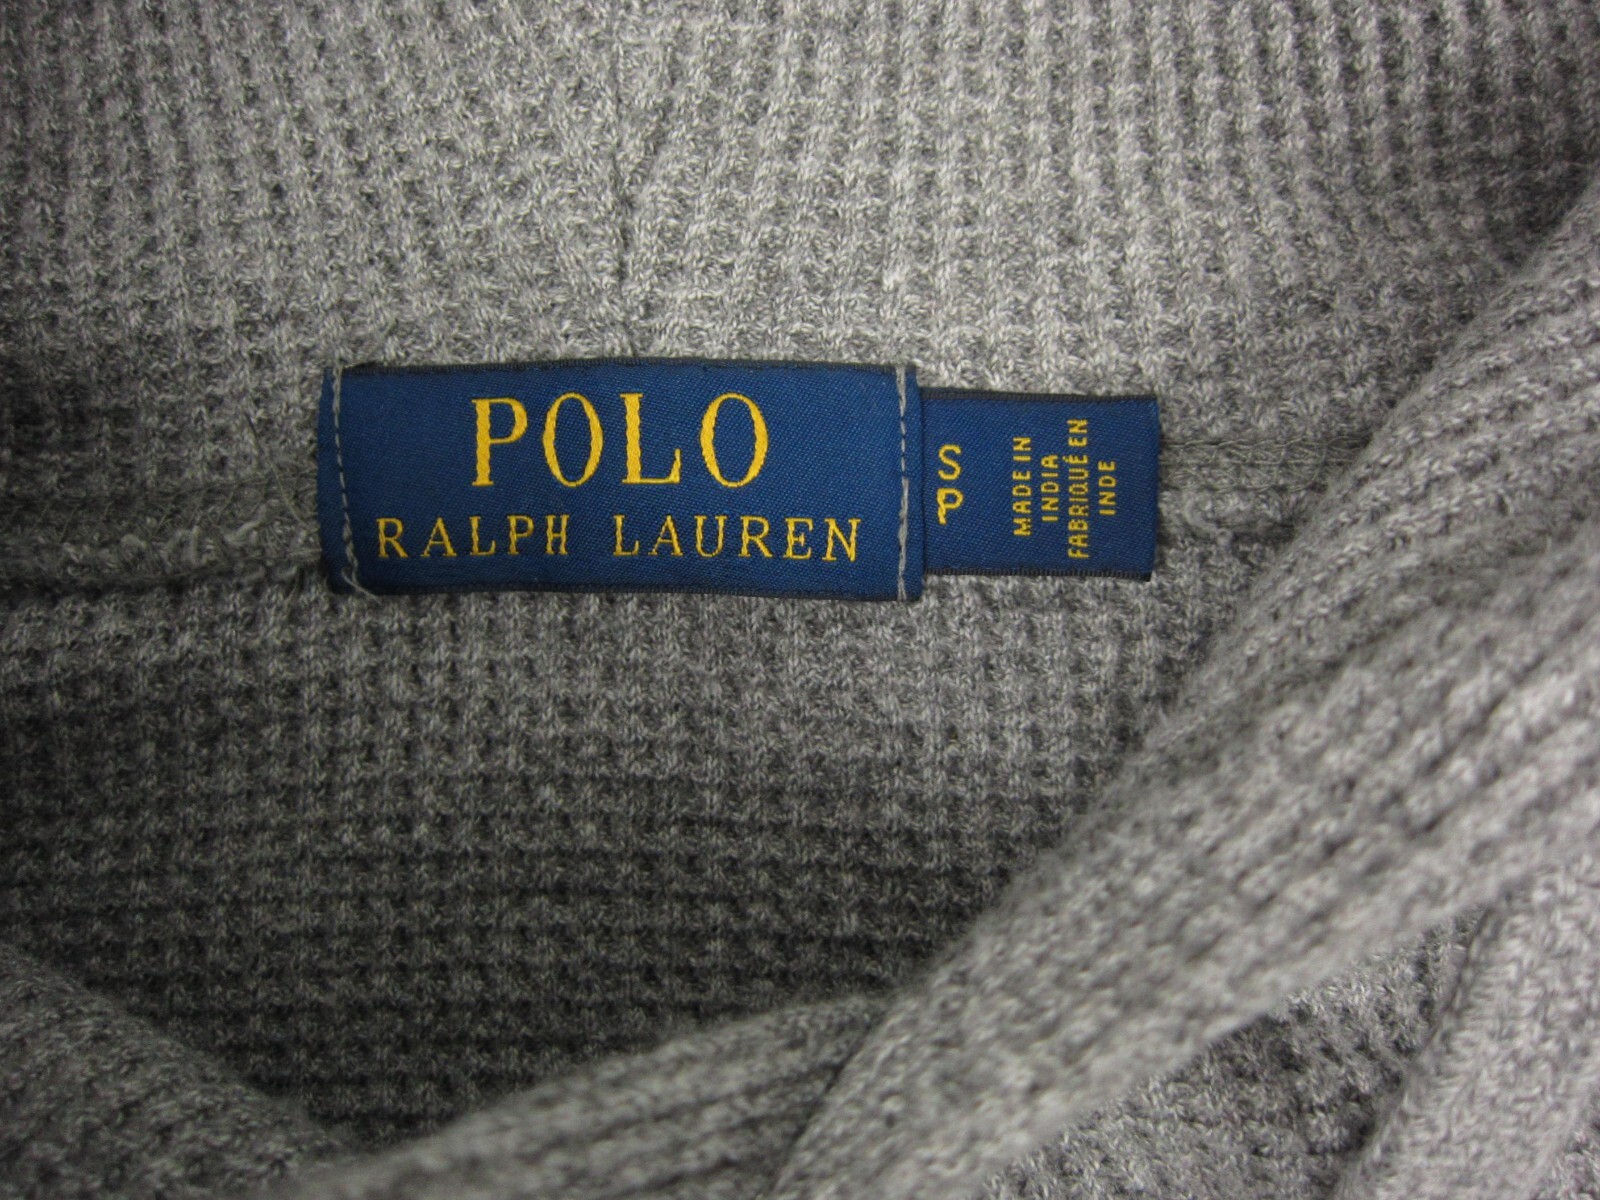 POLO
RALPH LAUREN
S
P
MADE IN
INDIA
FABRIQUÉ EN
INDE